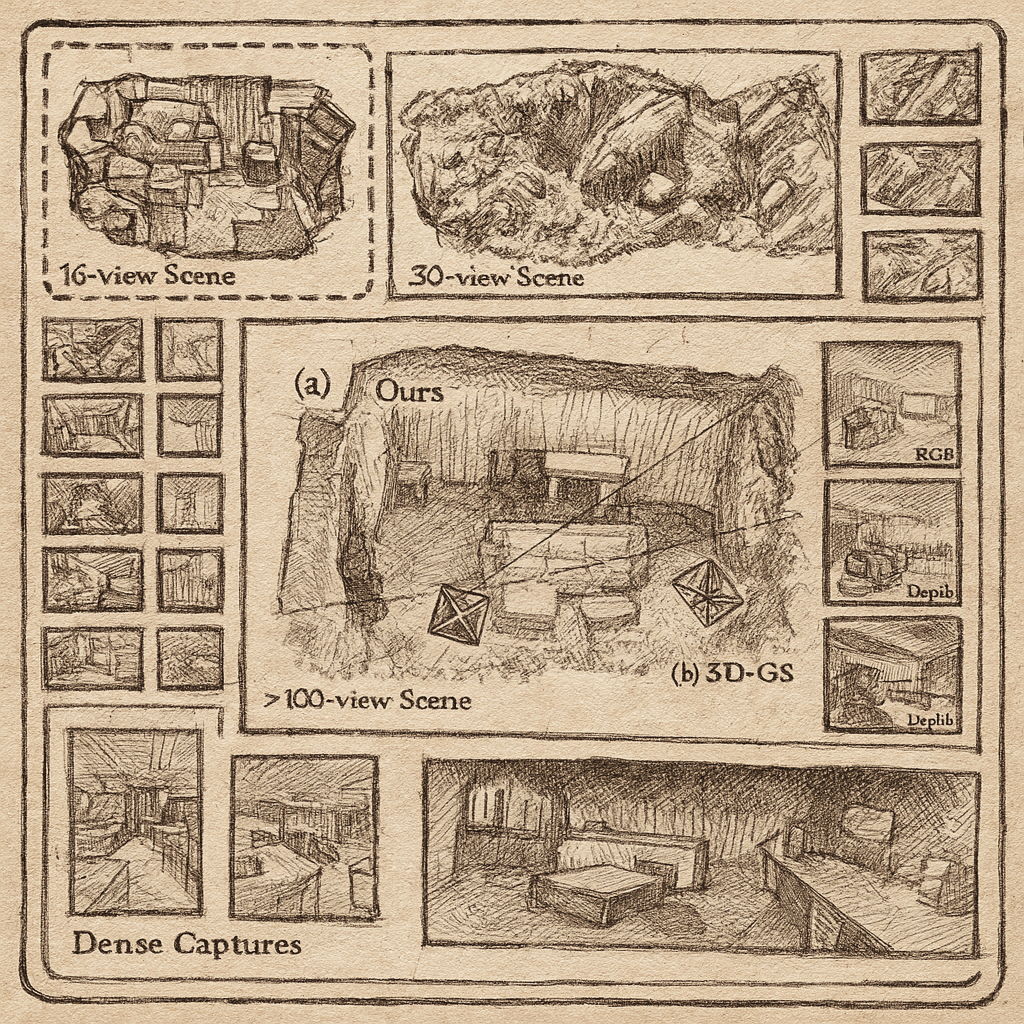 16-view Scene
30-view Scene
(a)
Ours
RGB
Depib
(b) 3D-GS
>100-view Scene
Deplib
Dense Captures